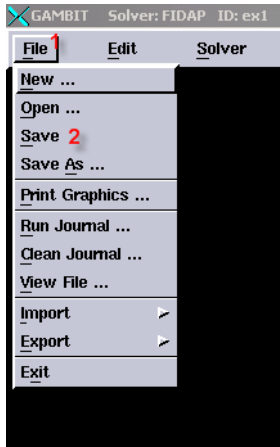 GAMBIT Solver: FIDAP ID: ex1
File 1 Edit Solver
New ...
Open ...
Save 2
Save As ...
Print Graphics ...
Run Journal ...
Clean Journal ...
View File ...
Import
Export
Exit